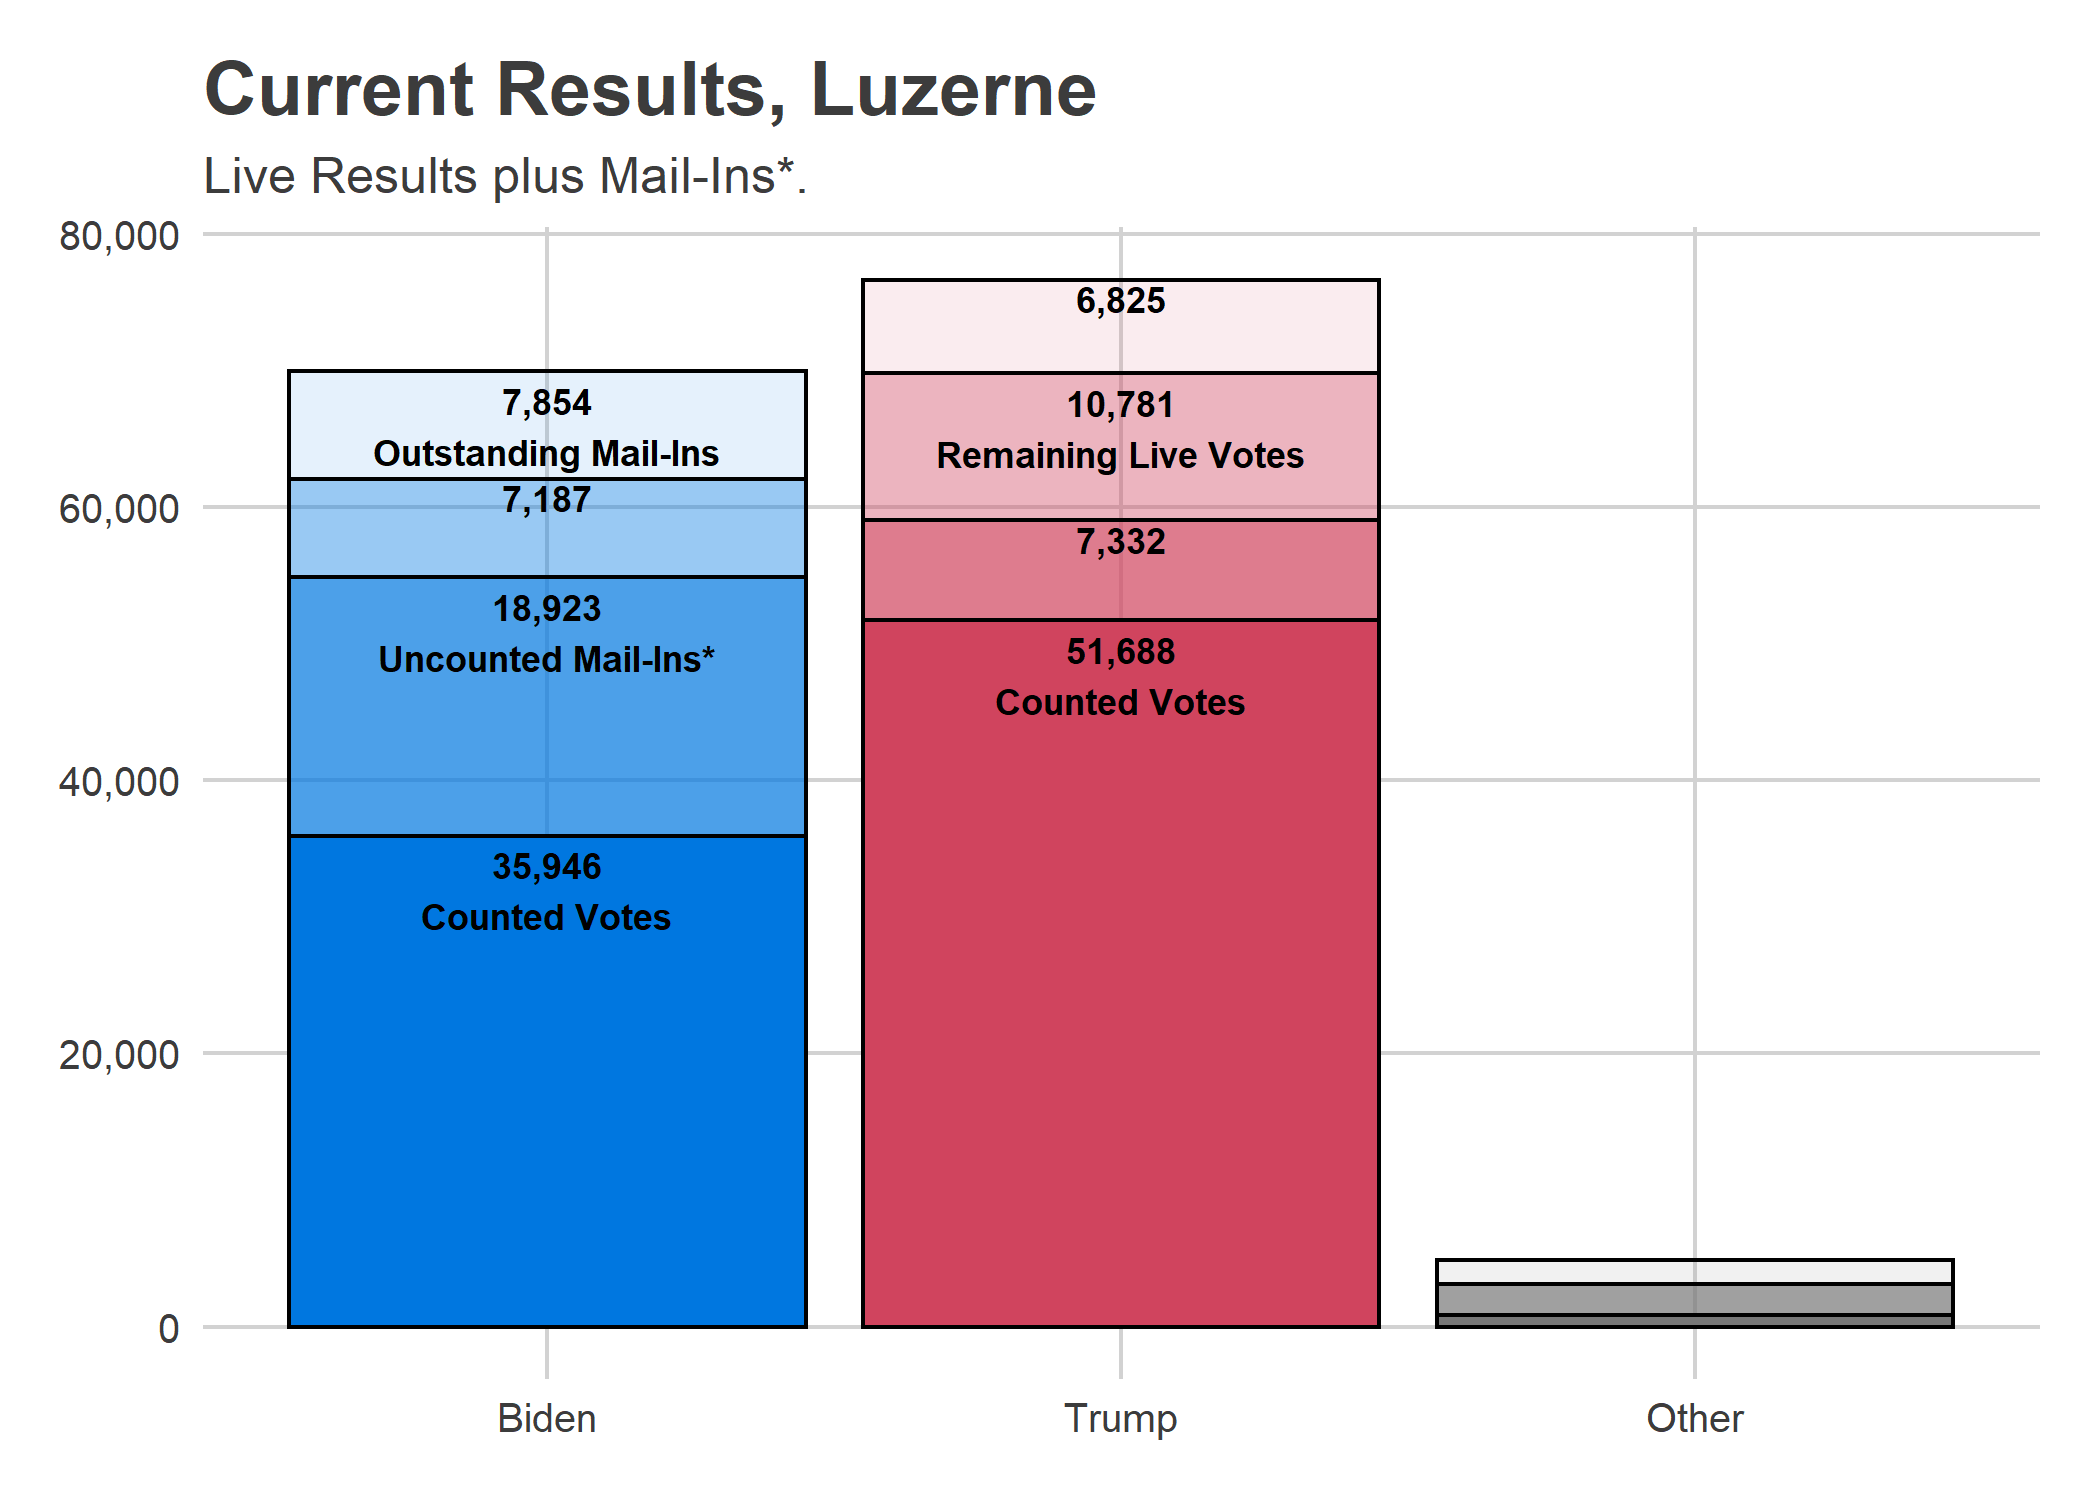 Current Results, Luzerne
Live Results plus Mail-Ins*.
80,000
60,000
40,000
20,000
0
7,854
Outstanding Mail-Ins
7,187
18,923
Uncounted Mail-Ins*
35,946
Counted Votes
6,825
10,781
Remaining Live Votes
7,332
51,688
Counted Votes
Biden
Trump
Other